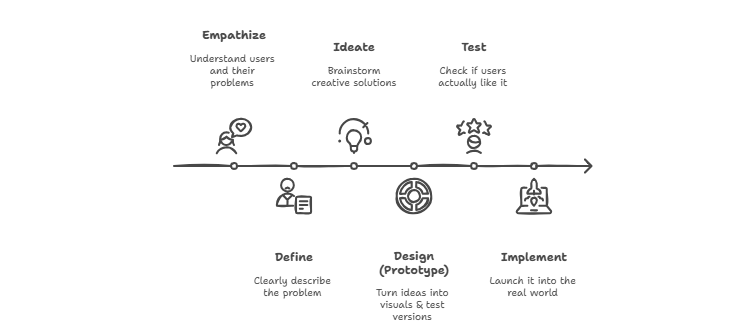 Empathize
Understand users
and their
problems
Ideate
Brainstorm
creative solutions
Test
Check if users
actually like it
Define
Clearly describe
the problem
Design
(Prototype)
Turn ideas into
visuals & test
versions
Implement
Launch it into the
real world